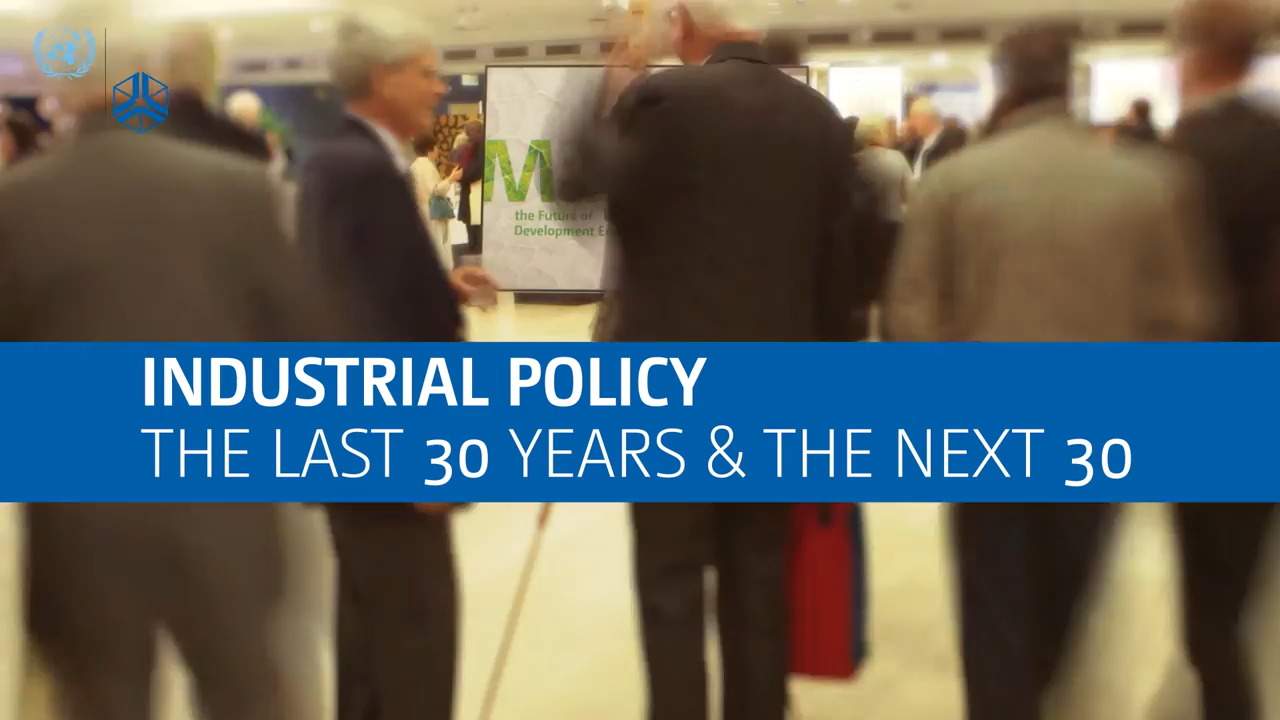 M
the Future of
Development
INDUSTRIAL POLICY
THE LAST 30 YEARS & THE NEXT 30